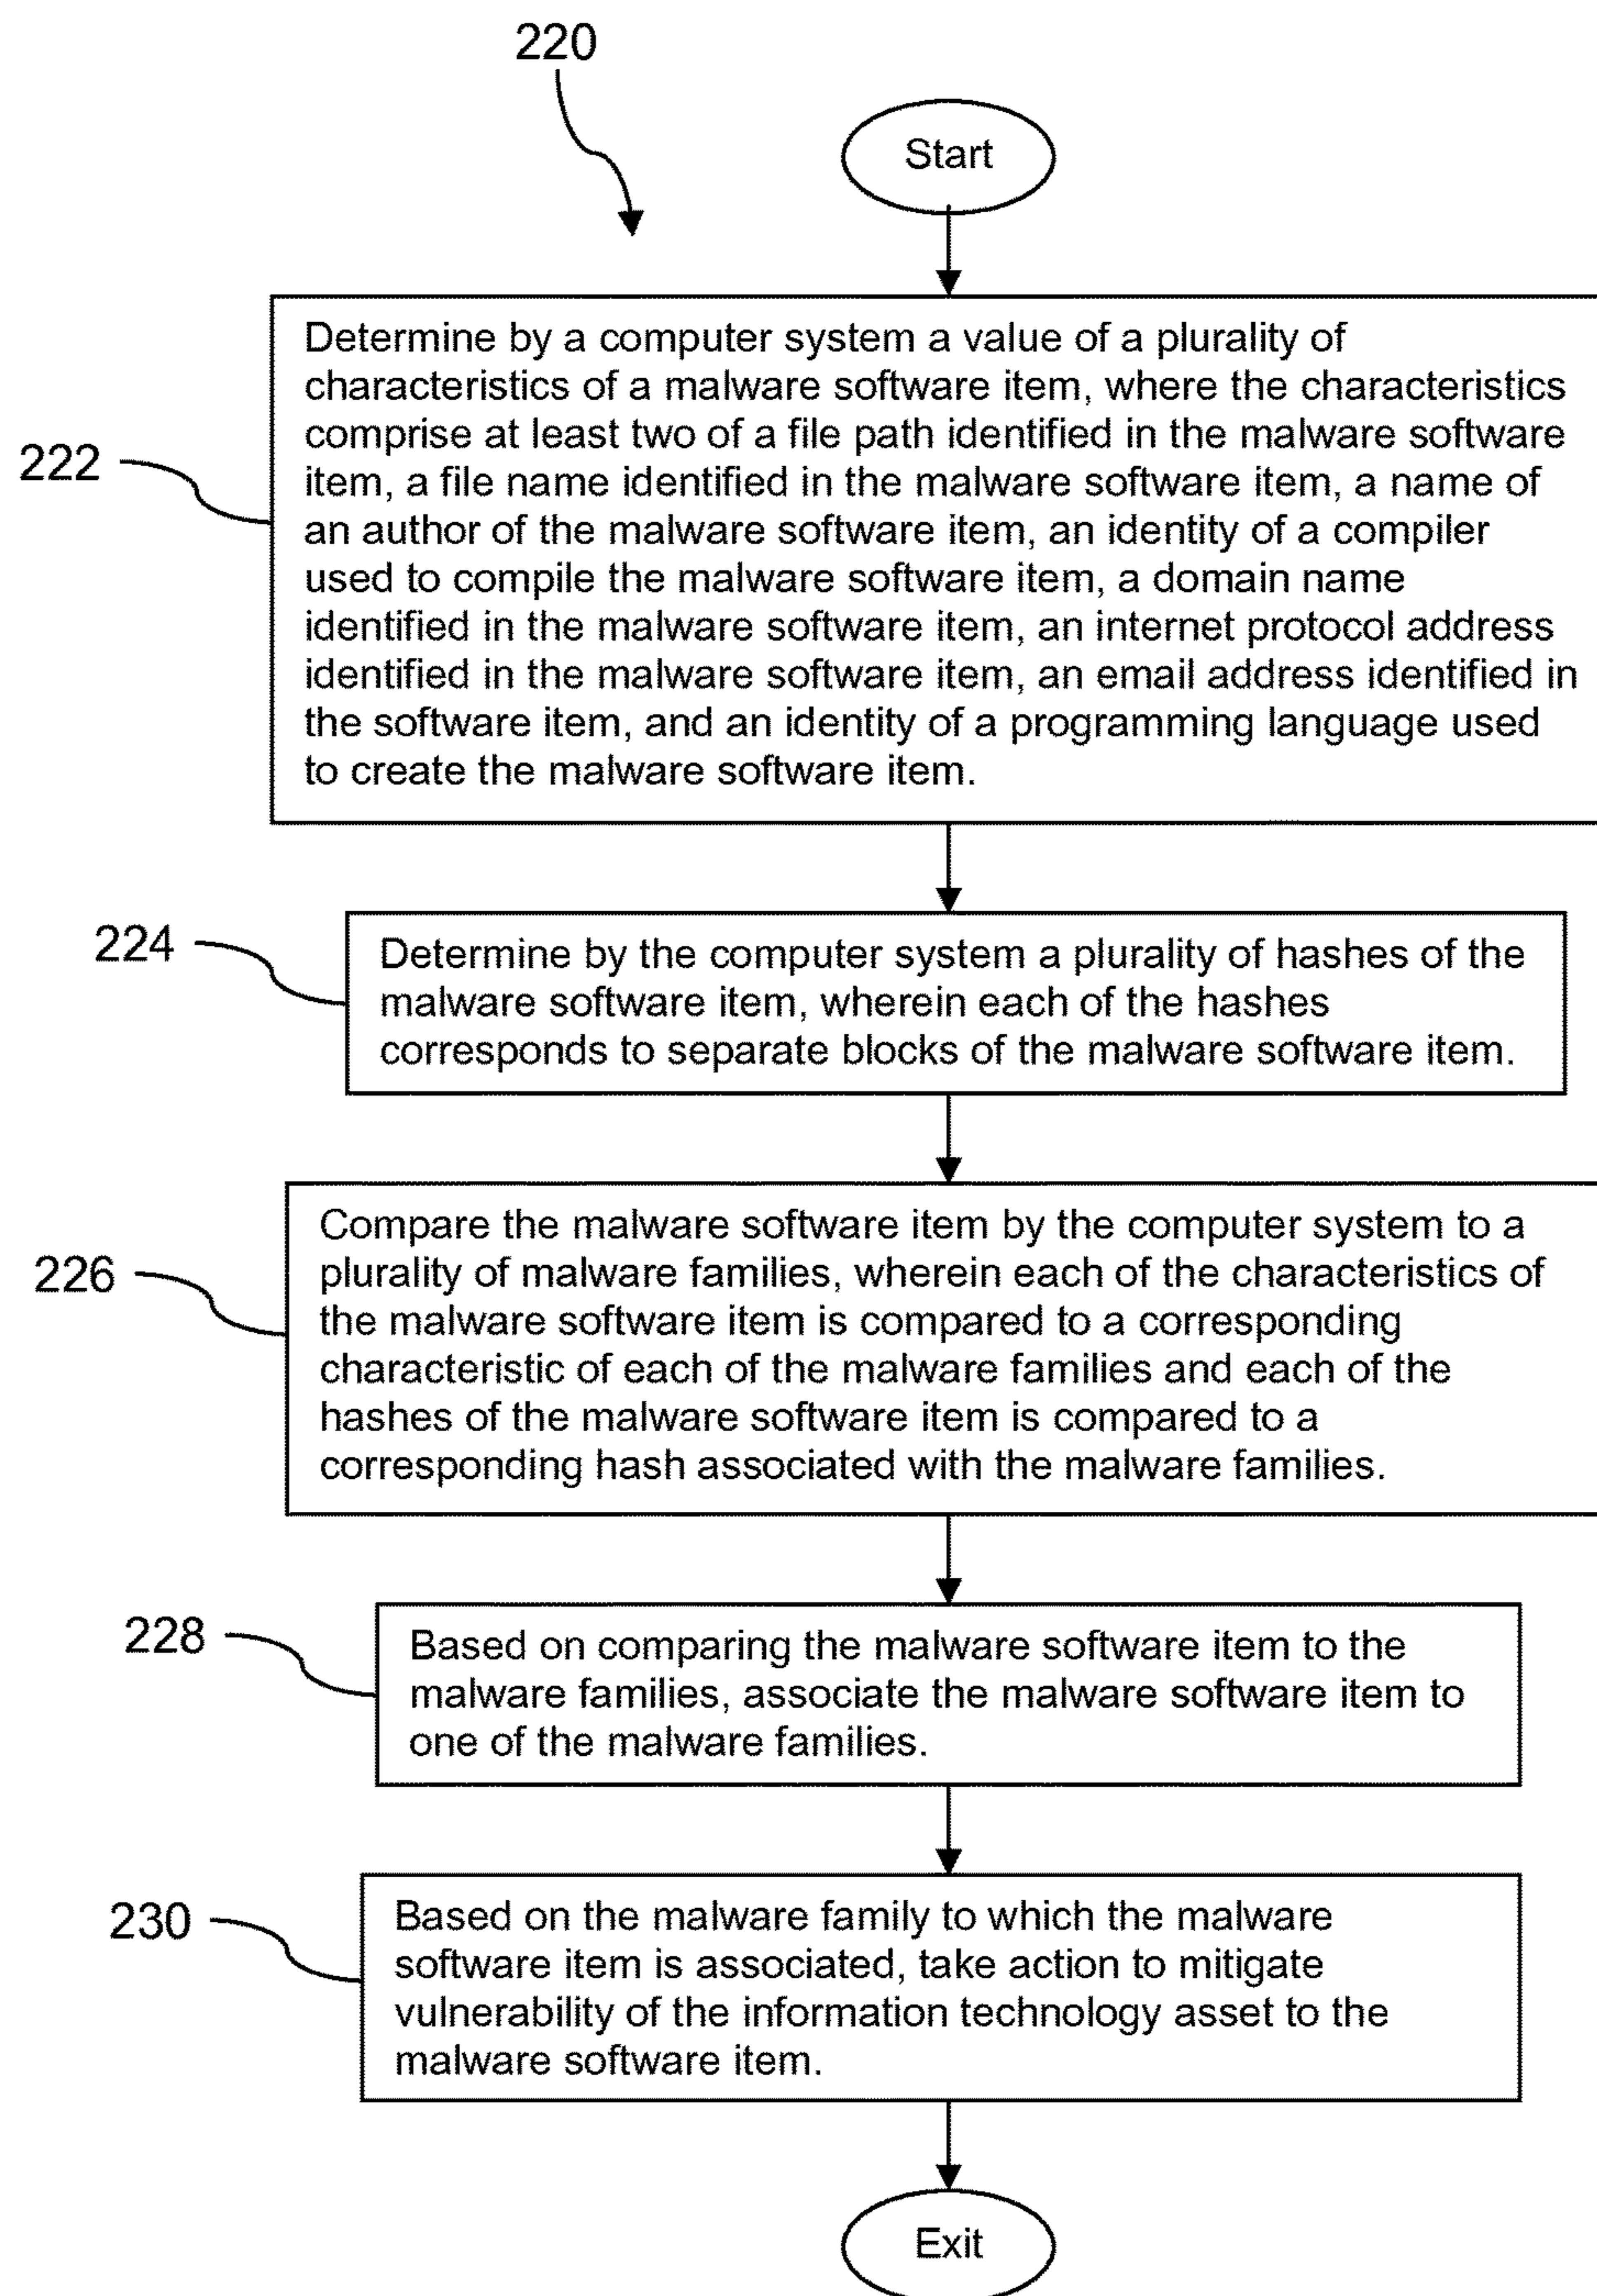 220
Start
222
Determine by a computer system a value of a plurality of
characteristics of a malware software item, where the characteristics
comprise at least two of a file path identified in the malware software
item, a file name identified in the malware software item, a name of
an author of the malware software item, an identity of a compiler
used to compile the malware software item, a domain name
identified in the malware software item, an internet protocol address
identified in the malware software item, an email address identified in
the software item, and an identity of a programming language used
to create the malware software item.
224
Determine by the computer system a plurality of hashes of the
malware software item, wherein each of the hashes
corresponds to separate blocks of the malware software item.
226
Compare the malware software item by the computer system to a
plurality of malware families, wherein each of the characteristics of
the malware software item is compared to a corresponding
characteristic of each of the malware families and each of the
hashes of the malware software item is compared to a
corresponding hash associated with the malware families.
228
Based on comparing the malware software item to the
malware families, associate the malware software item to
one of the malware families.
230
Based on the malware family to which the malware
software item is associated, take action to mitigate
vulnerability of the information technology asset to the
malware software item.
Exit